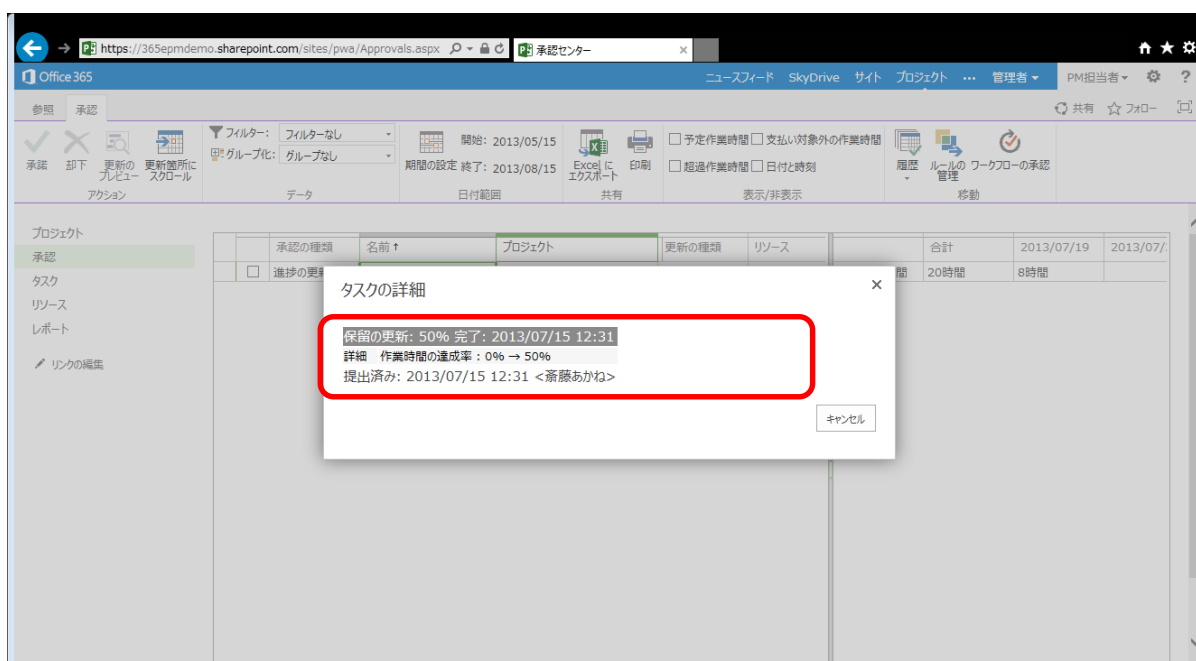 https://365epmdemo.sharepoint.com/sites/pwa/Approvals.aspx 承認センター ×
Office 365 ニュースフィード SkyDrive サイト プロジェクト ••• 管理者 PM担当者 ?
参照 承認 共有 フォロー
承諾 却下 更新のプレビュー 更新箇所にスクロール
フィルター: フィルターなし
グループ化: グループなし
期間の設定 開始: 2013/05/15
終了: 2013/08/15
Excel にエクスポート 印刷
予定作業時間 支払い対象外の作業時間
超過作業時間 日付と時刻
履歴 ルールの管理 ワークフローの承認
アクション データ 日付範囲 共有 表示/非表示 移動
プロジェクト
承認
タスク
リソース
レポート
リンクの編集
承認の種類 名前↑ プロジェクト 更新の種類 リソース 合計 2013/07/19 2013/07/
進捗の更 間 20時間 8時間
タスクの詳細 ×
保留の更新: 50% 完了: 2013/07/15 12:31
詳細 作業時間の達成率：0% → 50%
提出済み: 2013/07/15 12:31 <斎藤あかね>
キャンセル